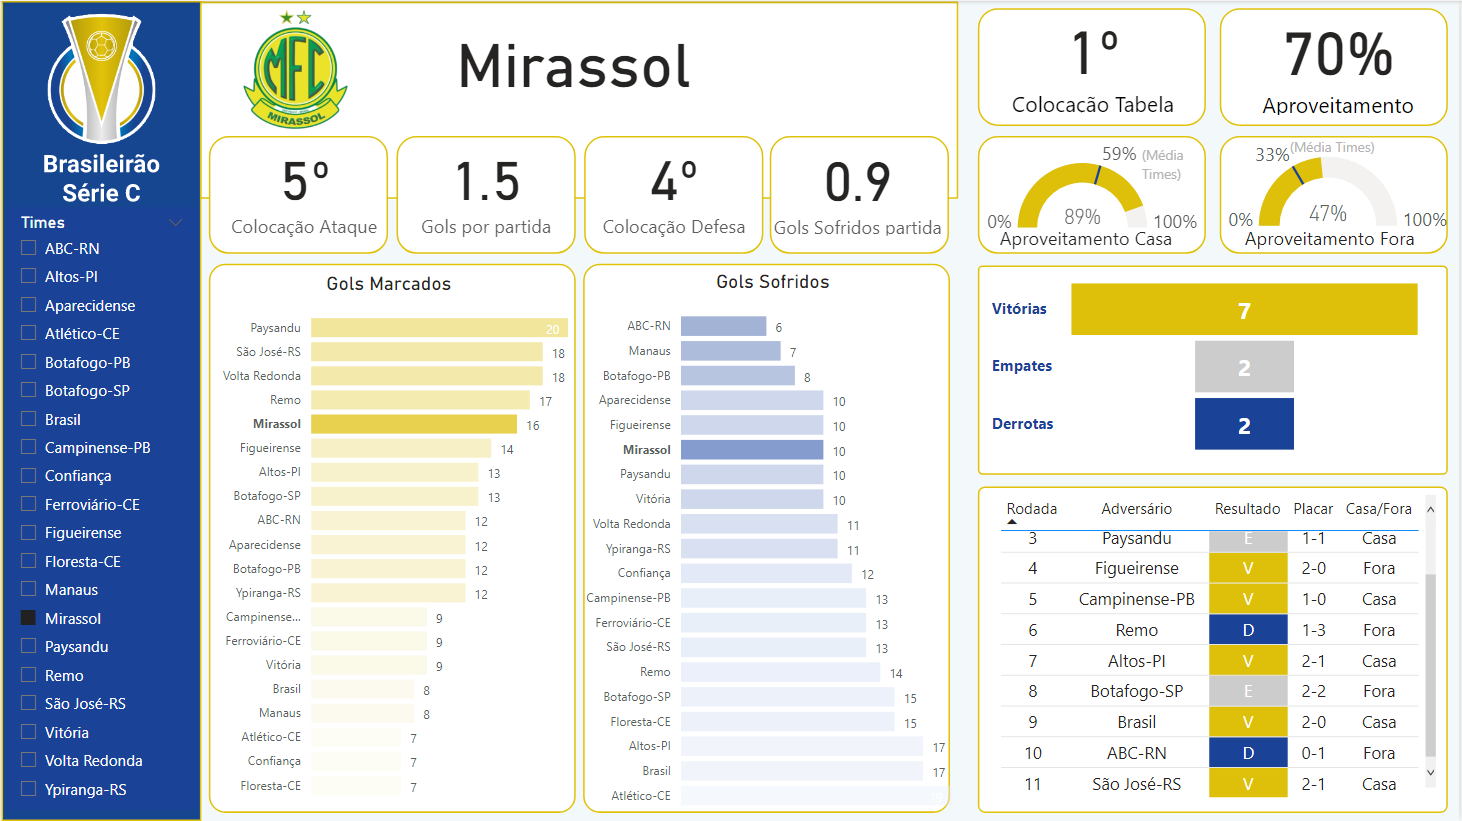 Brasileirão
Série C
Times
ABC-RN
Altos-PI
Aparecidense
Atlético-CE
Botafogo-PB
Botafogo-SP
Brasil
Campinense-PB
Confiança
Ferroviário-CE
Figueirense
Floresta-CE
Manaus
Mirassol
Paysandu
Remo
São José-RS
Vitória
Volta Redonda
Ypiranga-RS
MFC
MIRASSOL
Mirassol
5º
Colocação Ataque
1.5
Gols por partida
4º
Colocação Defesa
0.9
Gols Sofridos partida
1º
Colocacão Tabela
70%
Aproveitamento
59% (Média Times)
0% 89% 100%
Aproveitamento Casa
33% (Média Times)
0% 47% 100%
Aproveitamento Fora
Gols Marcados
Paysandu 20
São José-RS 18
Volta Redonda 18
Remo 17
Mirassol 16
Figueirense 14
Altos-PI 13
Botafogo-SP 13
ABC-RN 12
Aparecidense 12
Botafogo-PB 12
Ypiranga-RS 12
Campinense... 9
Ferroviário-CE 9
Vitória 9
Brasil 8
Manaus 8
Atlético-CE 7
Confiança 7
Floresta-CE 7
Gols Sofridos
ABC-RN 6
Manaus 7
Botafogo-PB 8
Aparecidense 10
Figueirense 10
Mirassol 10
Paysandu 10
Vitória 10
Volta Redonda 11
Ypiranga-RS 11
Confiança 12
Campinense-PB 13
Ferroviário-CE 13
São José-RS 13
Remo 14
Botafogo-SP 15
Floresta-CE 15
Altos-PI 17
Brasil 17
Atlético-CE
Vitórias 7
Empates 2
Derrotas 2
Rodada Adversário Resultado Placar Casa/Fora
3 Paysandu E 1-1 Casa
4 Figueirense V 2-0 Fora
5 Campinense-PB V 1-0 Casa
6 Remo D 1-3 Fora
7 Altos-PI V 2-1 Casa
8 Botafogo-SP E 2-2 Fora
9 Brasil V 2-0 Casa
10 ABC-RN D 0-1 Fora
11 São José-RS V 2-1 Casa